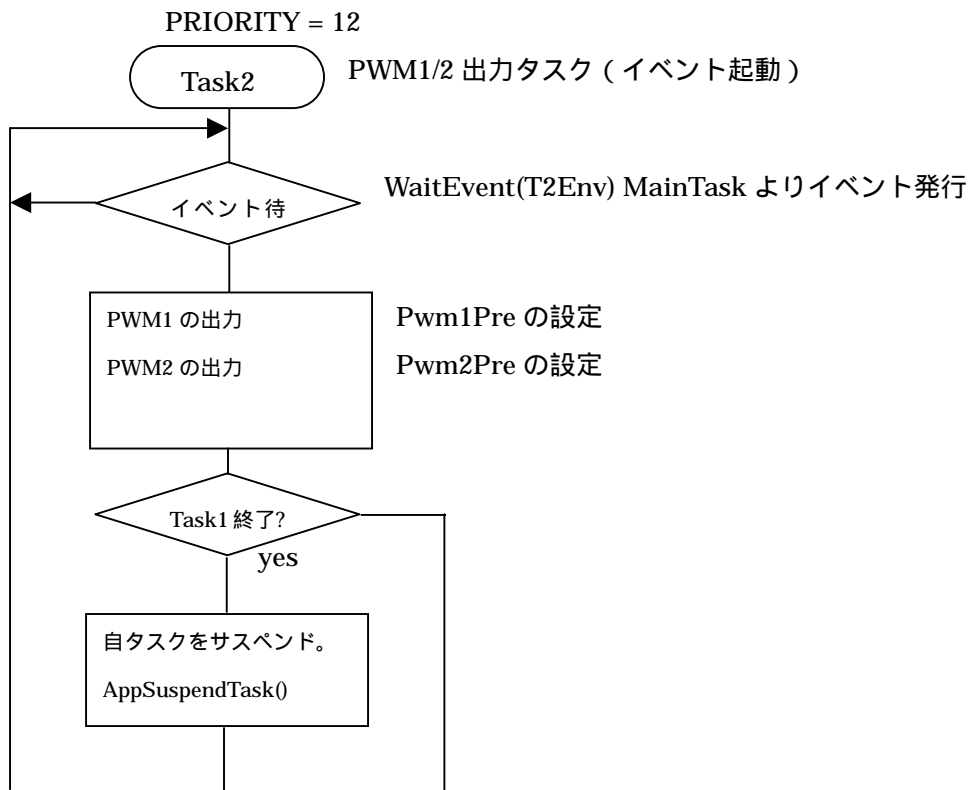 PRIORITY = 12
Task2
PWM1/2 出力タスク ( イベント起動 )
WaitEvent(T2Env) MainTask よりイベント発行
イベント待
PWM1 の出力
Pwm1Pre の設定
PWM2 の出力
Pwm2Pre の設定
Task1 終了?
yes
自タスクをサスペンド。
AppSuspendTask()